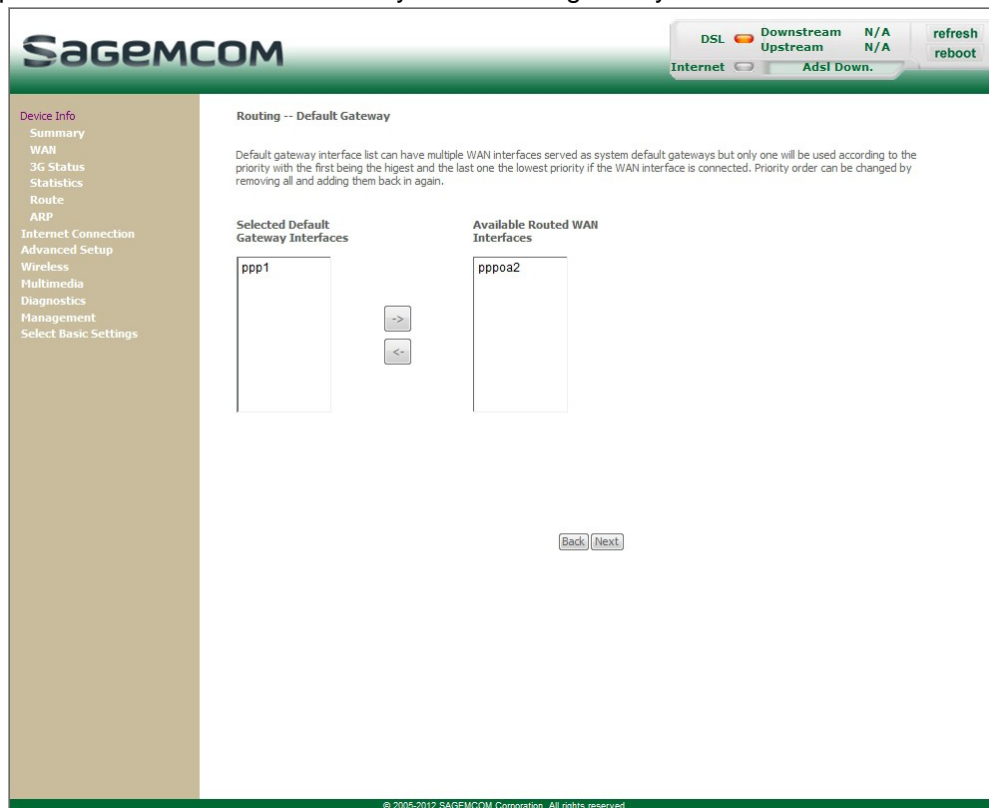 SAGEMCOM
DSL
Downstream N/A
Upstream N/A
Internet
Adsl Down.
refresh
reboot
Device Info
Summary
WAN
3G Status
Statistics
Route
ARP
Internet Connection
Advanced Setup
Wireless
Multimedia
Diagnostics
Management
Select Basic Settings
Routing -- Default Gateway
Default gateway interface list can have multiple WAN interfaces served as system default gateways but only one will be used according to the
priority with the first being the higest and the last one the lowest priority if the WAN interface is connected. Priority order can be changed by
removing all and adding them back in again.
Selected Default
Gateway Interfaces
Available Routed WAN
Interfaces
ppp1
pppoa2
->
<-
Back
Next
© 2005-2012 SAGEMCOM Corporation. All rights reserved.